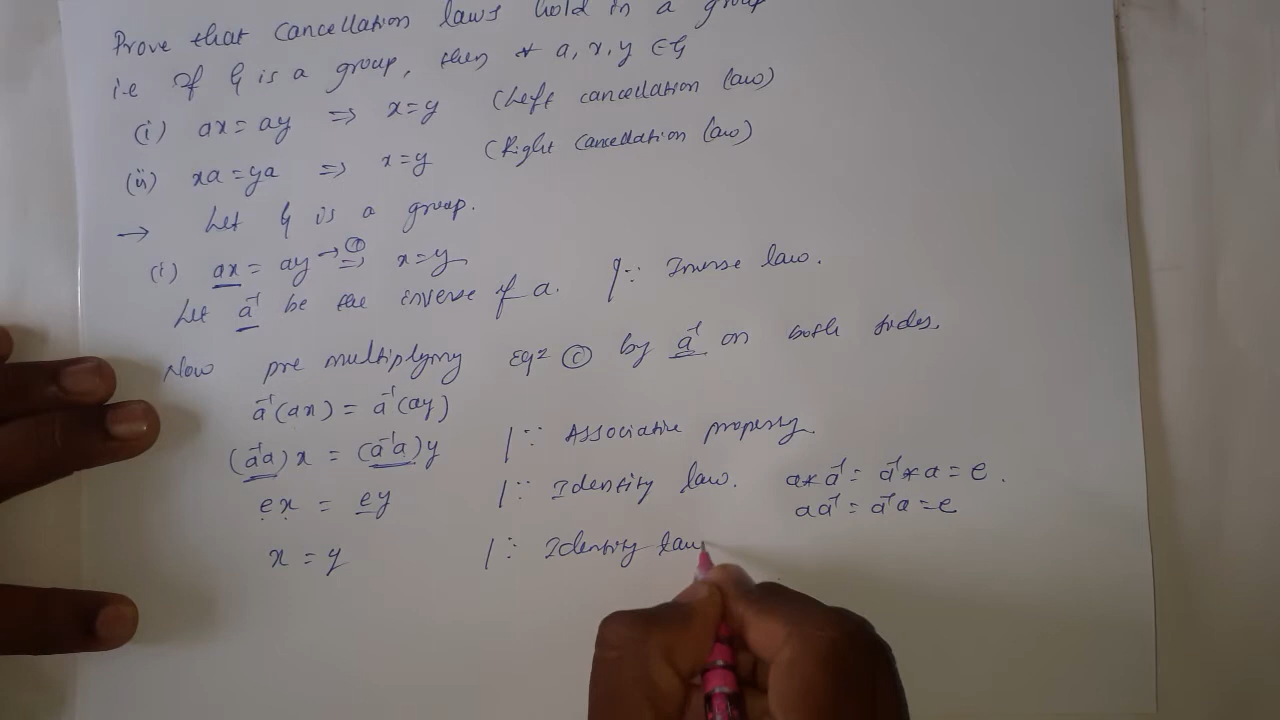 Prove that cancellation laws hold in a group
i.e If G is a group, then ∀ a, x, y ∈ G
(i) ax = ay ⇒ x = y (Left cancellation law)
(ii) xa = ya ⇒ x = y (Right cancellation law)
→ Let G is a group.
(i) ax = ay → ① ⇒ x = y
Let a⁻¹ be the inverse of a. | ∵ Inverse law.
Now pre multiplying eqn ① by a⁻¹ on both sides,
a⁻¹(ax) = a⁻¹(ay)
(a⁻¹a)x = (a⁻¹a)y | ∵ Associative property.
ex = ey | ∵ Identity law. a*a⁻¹ = a⁻¹*a = e.
aa⁻¹ = a⁻¹a = e
x = y | ∵ Identity law